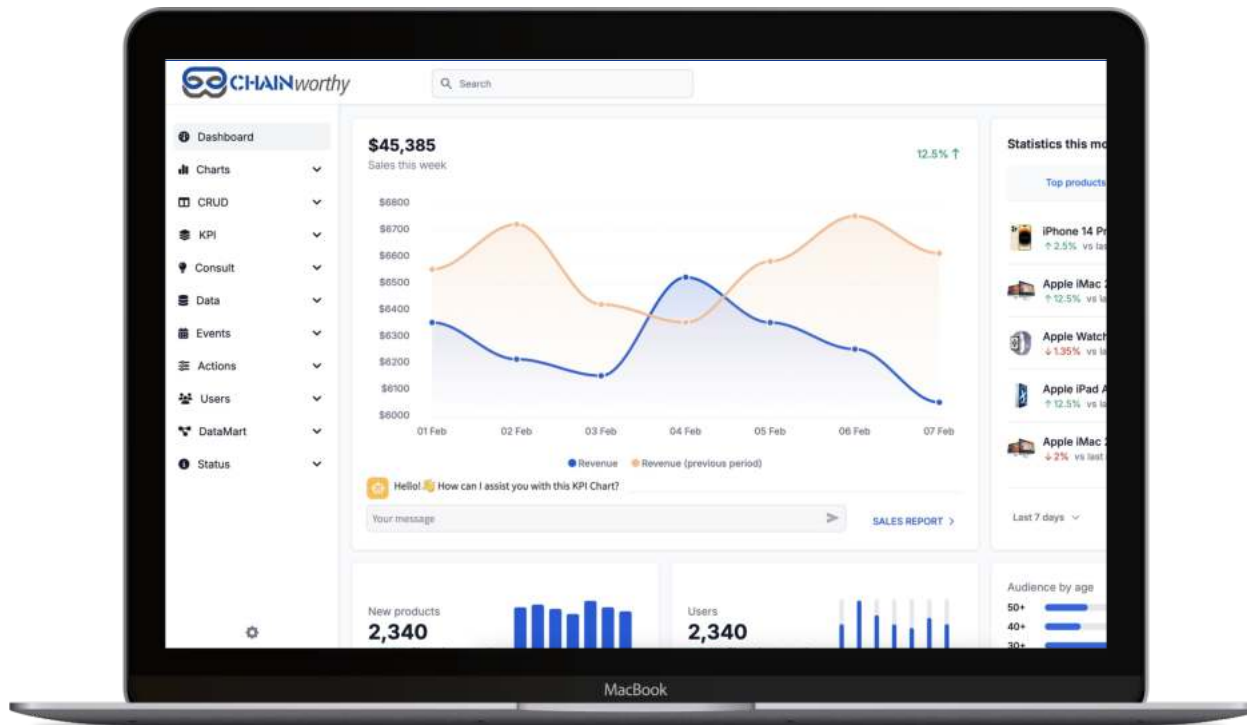 CHAINworthy
Search
Dashboard
Charts
CRUD
KPI
Consult
Data
Events
Actions
Users
DataMart
Status
$45,385
Sales this week
12.5%
$6800
$6700
$6600
$6500
$6400
$6300
$6200
$6100
$6000
01 Feb 02 Feb 03 Feb 04 Feb 05 Feb 06 Feb 07 Feb
Revenue Revenue (previous period)
Hello! 👋 How can I assist you with this KPI Chart?
Your message
SALES REPORT
Statistics this mo
Top products
iPhone 14 Pr
2.5% vs las
Apple iMac 2
12.5% vs la
Apple Watch
1.35% vs la
Apple iPad A
12.5% vs la
Apple iMac 2
2% vs last
Last 7 days
New products
2,340
Users
2,340
Audience by age
50+
40+
30+
MacBook